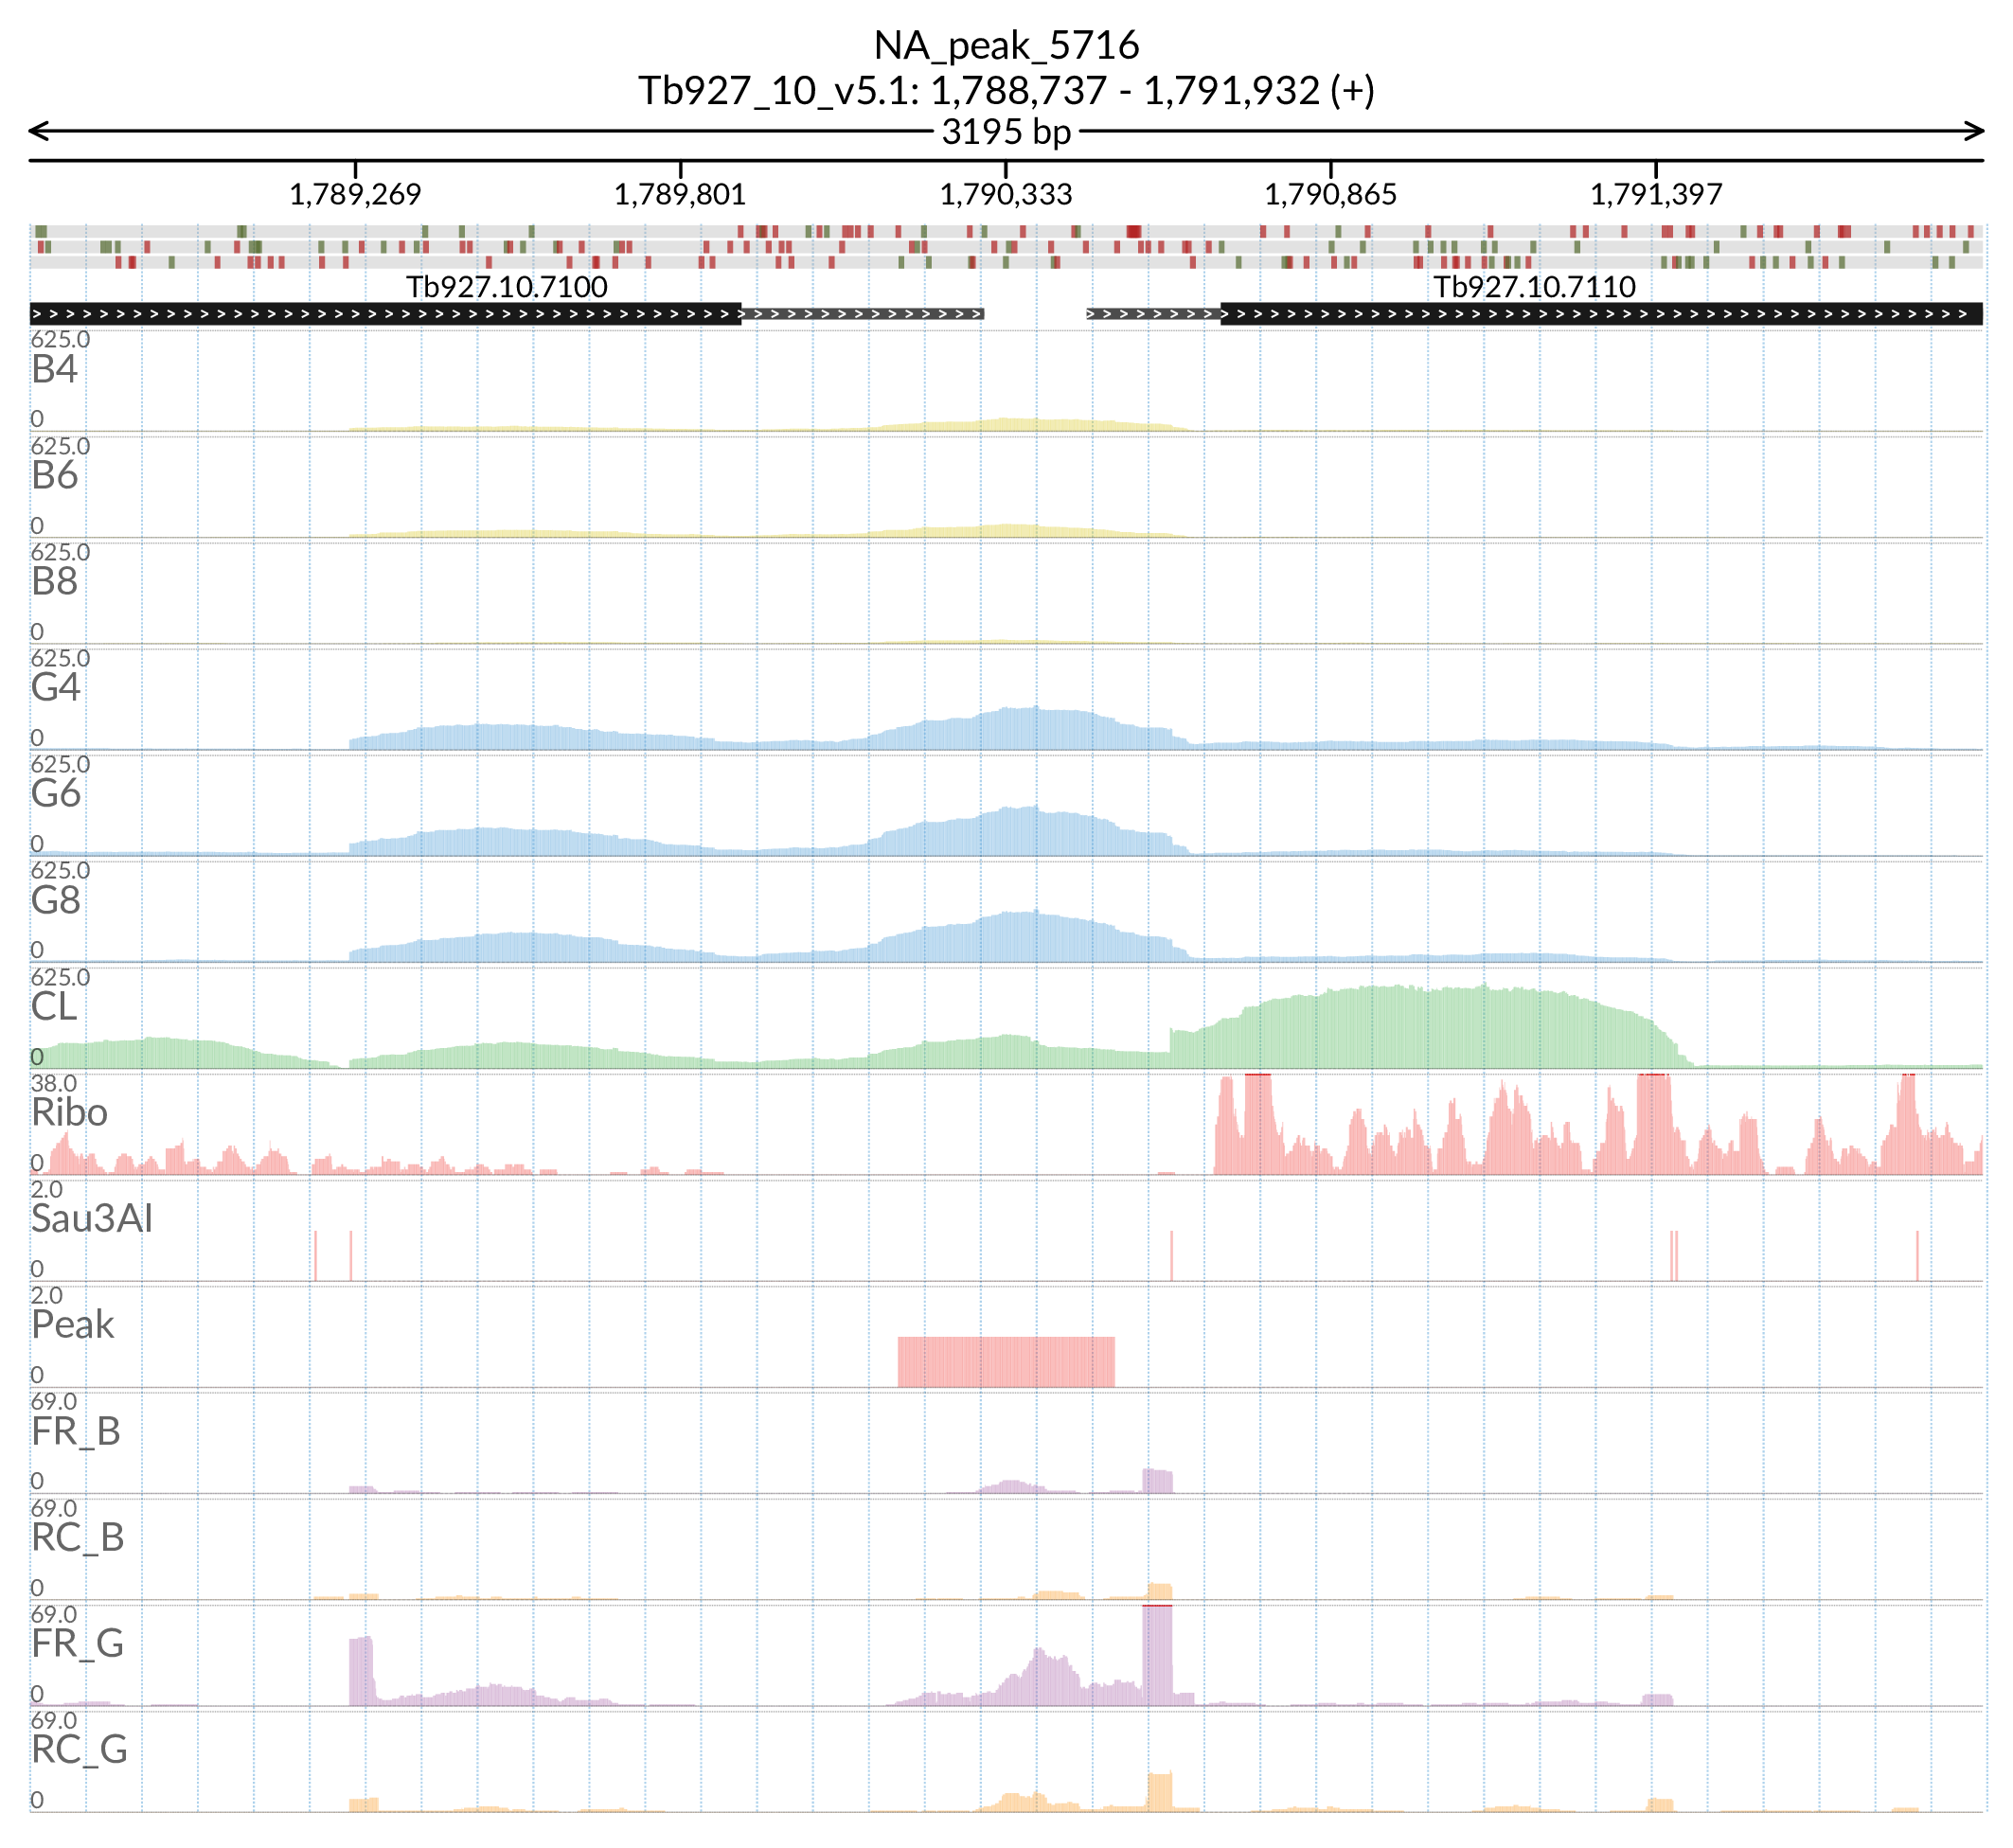 NA_peak_5716
Tb927_10_v5.1: 1,788,737 - 1,791,932 (+)
3195 bp
1,789,269 1,789,801 1,790,333 1,790,865 1,791,397
Tb927.10.7100 Tb927.10.7110
625.0
B4
0
625.0
B6
0
625.0
B8
0
625.0
G4
0
625.0
G6
0
625.0
G8
0
625.0
CL
0
38.0
Ribo
0
2.0
Sau3AI
0
2.0
Peak
0
69.0
FR_B
0
69.0
RC_B
0
69.0
FR_G
0
69.0
RC_G
0